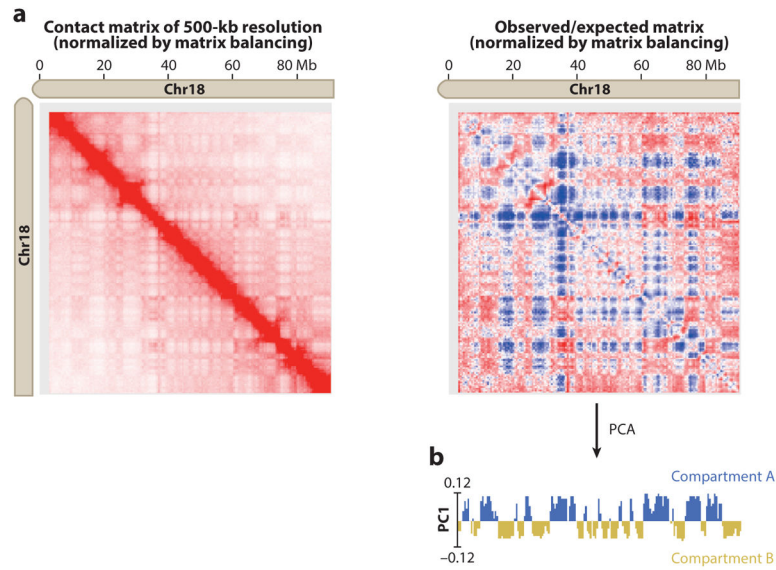 a
Contact matrix of 500-kb resolution
(normalized by matrix balancing)
0 20 40 60 80 Mb
Chr18
Chr18
Observed/expected matrix
(normalized by matrix balancing)
0 20 40 60 80 Mb
Chr18
PCA
b
Compartment A
0.12
PC1
–0.12
Compartment B